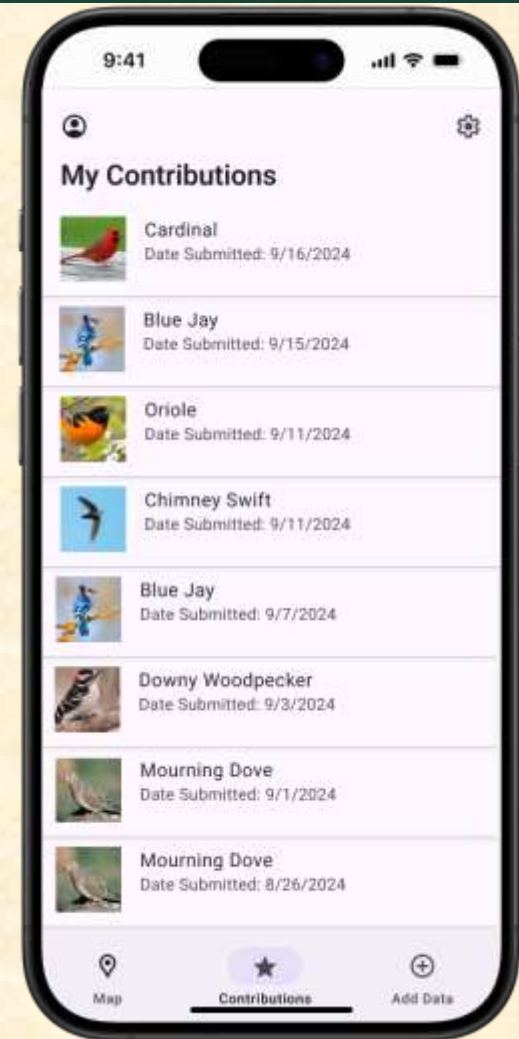 9:41
My Contributions
Cardinal
Date Submitted: 9/16/2024
Blue Jay
Date Submitted: 9/15/2024
Oriole
Date Submitted: 9/11/2024
Chimney Swift
Date Submitted: 9/11/2024
Blue Jay
Date Submitted: 9/7/2024
Downy Woodpecker
Date Submitted: 9/3/2024
Mourning Dove
Date Submitted: 9/1/2024
Mourning Dove
Date Submitted: 8/26/2024
Map Contributions Add Data